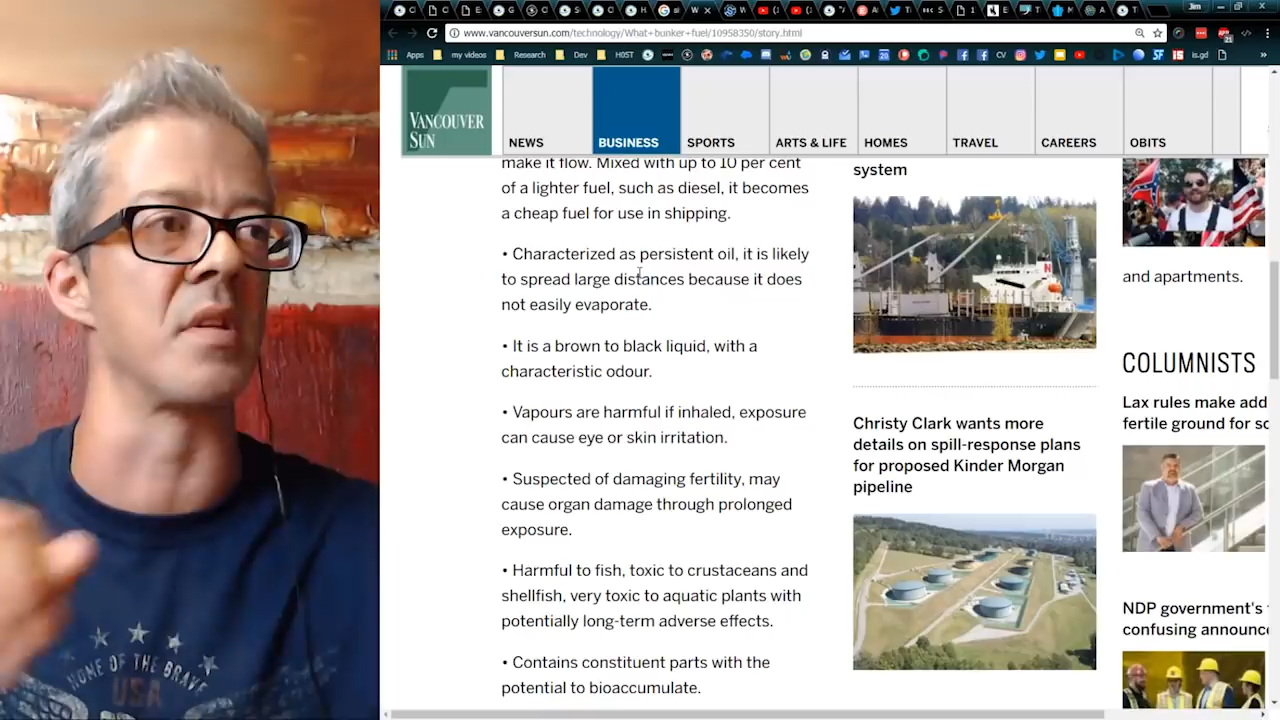 Jim
www.vancouversun.com/technology/What+bunker+fuel/10958350/story.html
Apps
my videos
Research
Dev
H0ST
CV
is.gd
VANCOUVER
SUN
NEWS
BUSINESS
SPORTS
ARTS & LIFE
HOMES
TRAVEL
CAREERS
OBITS
make it flow. Mixed with up to 10 per cent
of a lighter fuel, such as diesel, it becomes
a cheap fuel for use in shipping.
• Characterized as persistent oil, it is likely
to spread large distances because it does
not easily evaporate.
• It is a brown to black liquid, with a
characteristic odour.
• Vapours are harmful if inhaled, exposure
can cause eye or skin irritation.
• Suspected of damaging fertility, may
cause organ damage through prolonged
exposure.
• Harmful to fish, toxic to crustaceans and
shellfish, very toxic to aquatic plants with
potentially long-term adverse effects.
• Contains constituent parts with the
potential to bioaccumulate.
system
Christy Clark wants more
details on spill-response plans
for proposed Kinder Morgan
pipeline
and apartments.
COLUMNISTS
Lax rules make add
fertile ground for sc
NDP government's
confusing announc
HOME OF THE BRAVE
USA